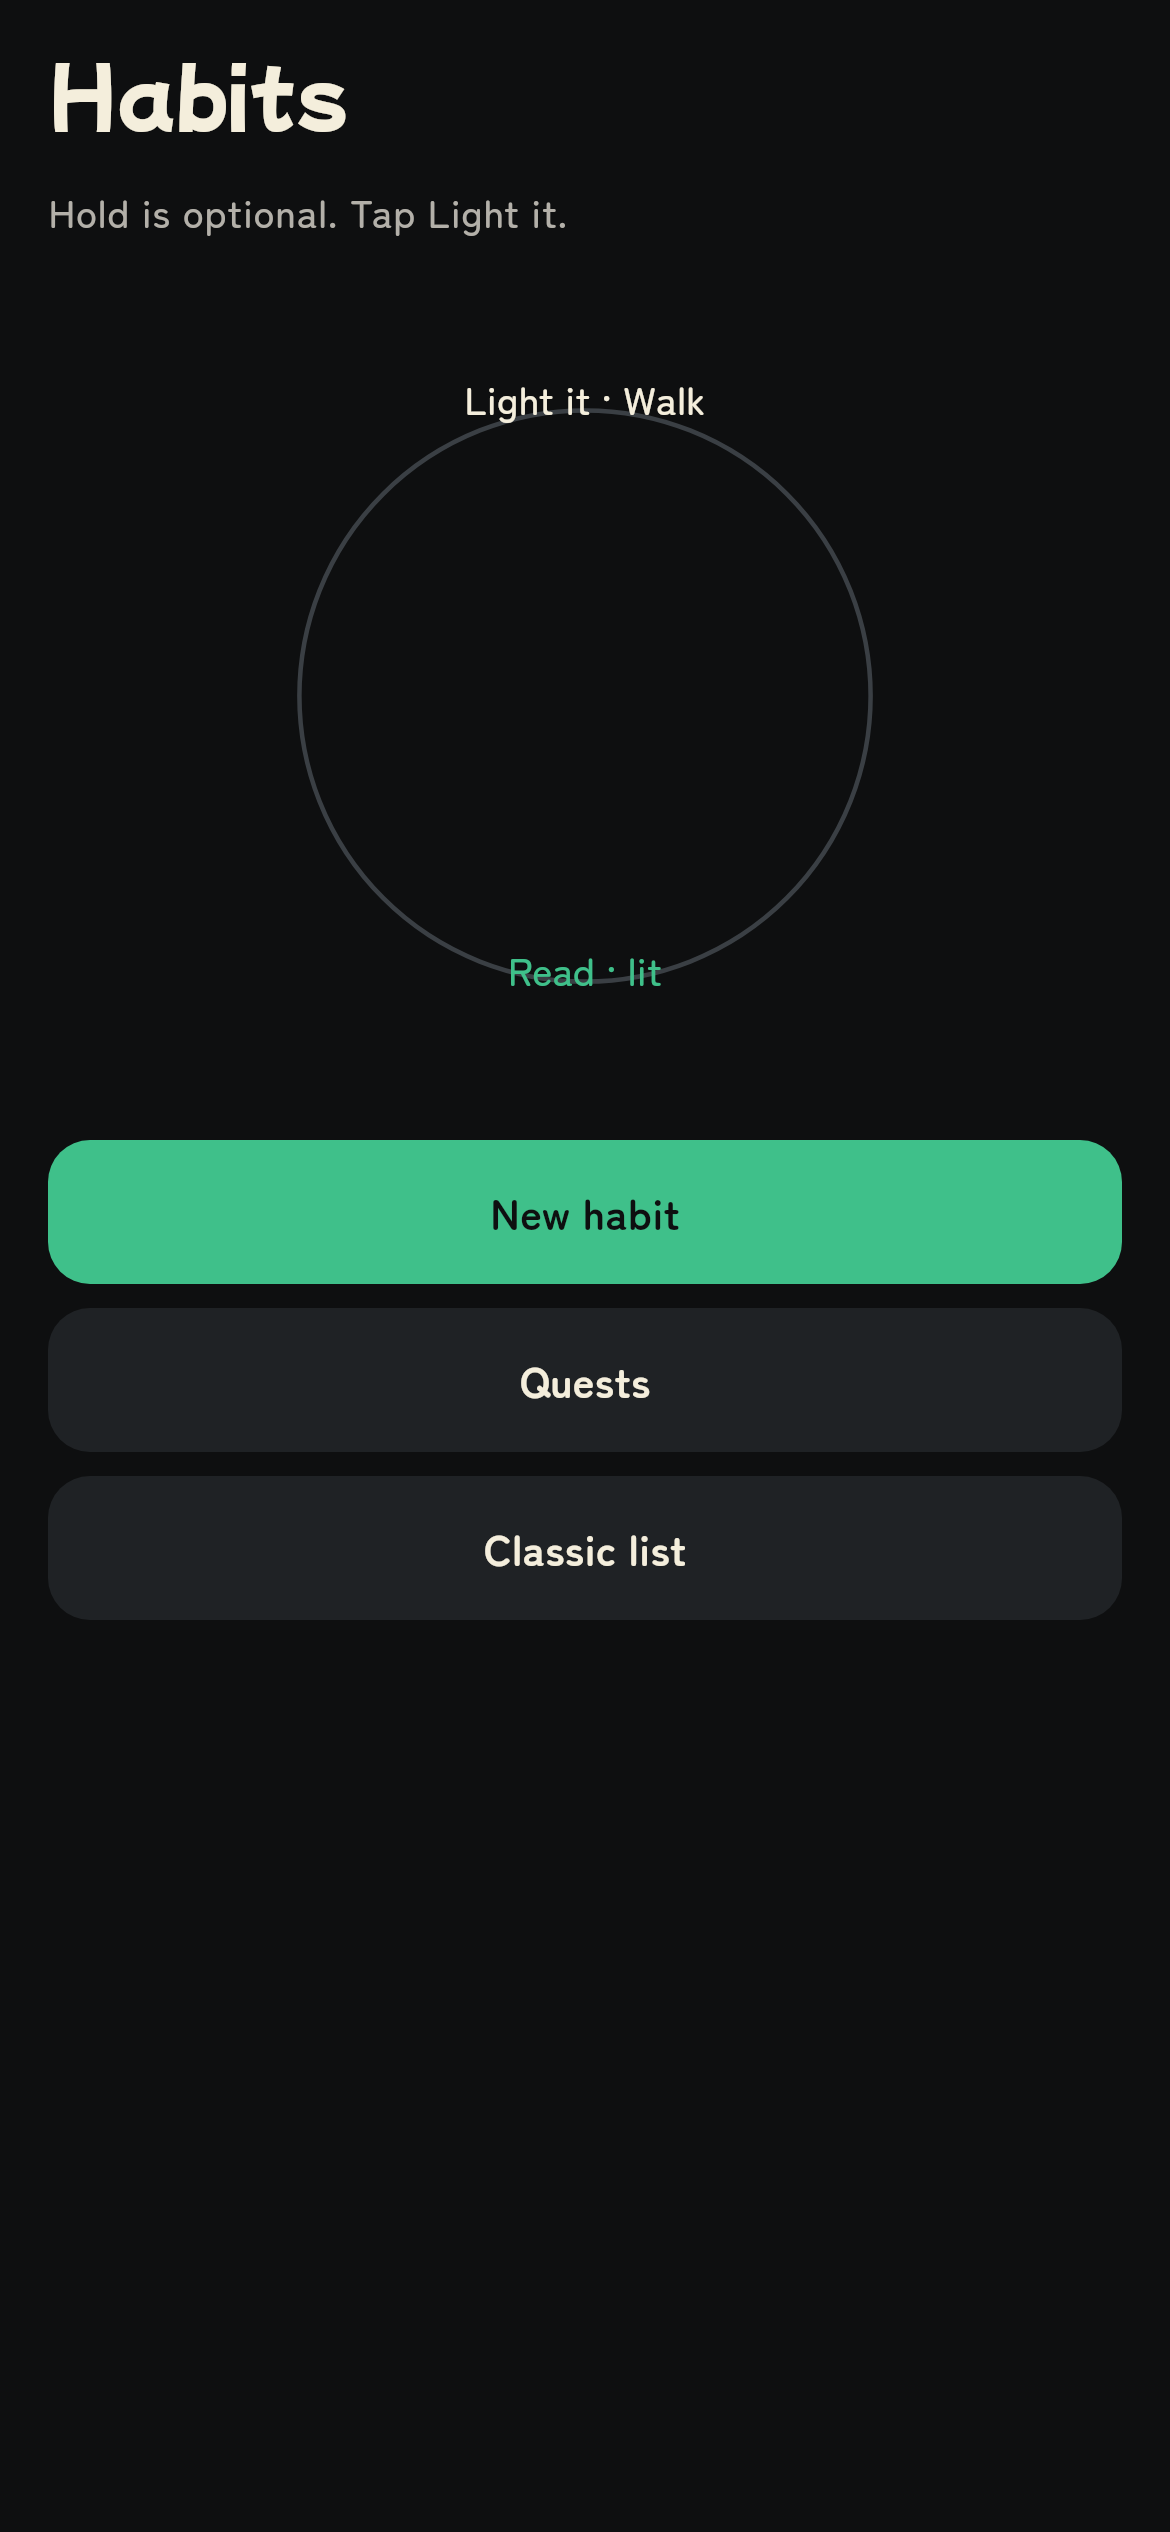 Habits
Hold is optional. Tap Light it.
Light it · Walk
Read · lit
New habit
Quests
Classic list